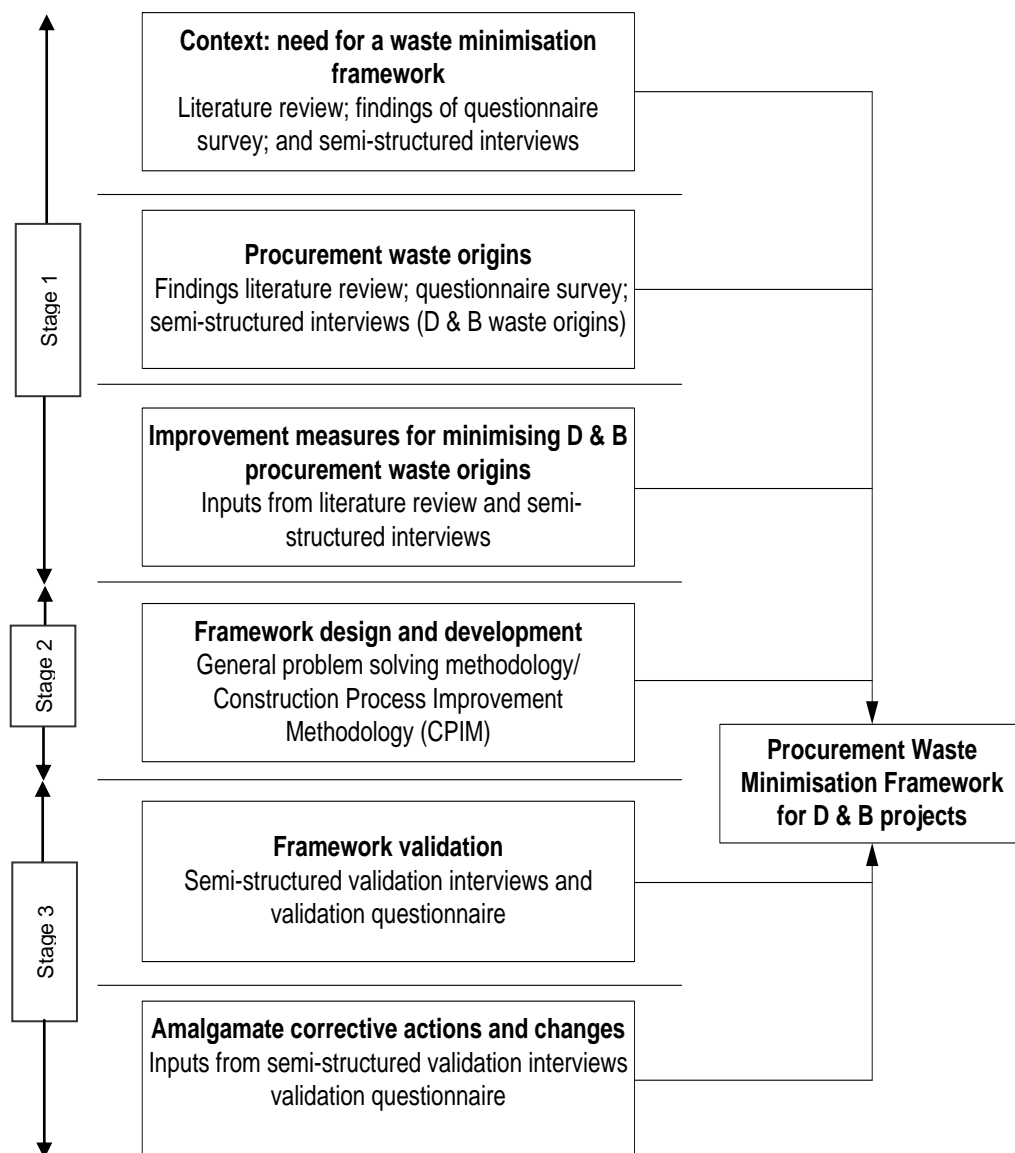 Context: need for a waste minimisation
framework
Literature review; findings of questionnaire
survey; and semi-structured interviews
Stage 1
Procurement waste origins
Findings literature review; questionnaire survey;
semi-structured interviews (D & B waste origins)
Improvement measures for minimising D & B
procurement waste origins
Inputs from literature review and semi-
structured interviews
Stage 2
Framework design and development
General problem solving methodology/
Construction Process Improvement
Methodology (CPIM)
Procurement Waste
Minimisation Framework
for D & B projects
Stage 3
Framework validation
Semi-structured validation interviews and
validation questionnaire
Amalgamate corrective actions and changes
Inputs from semi-structured validation interviews
validation questionnaire